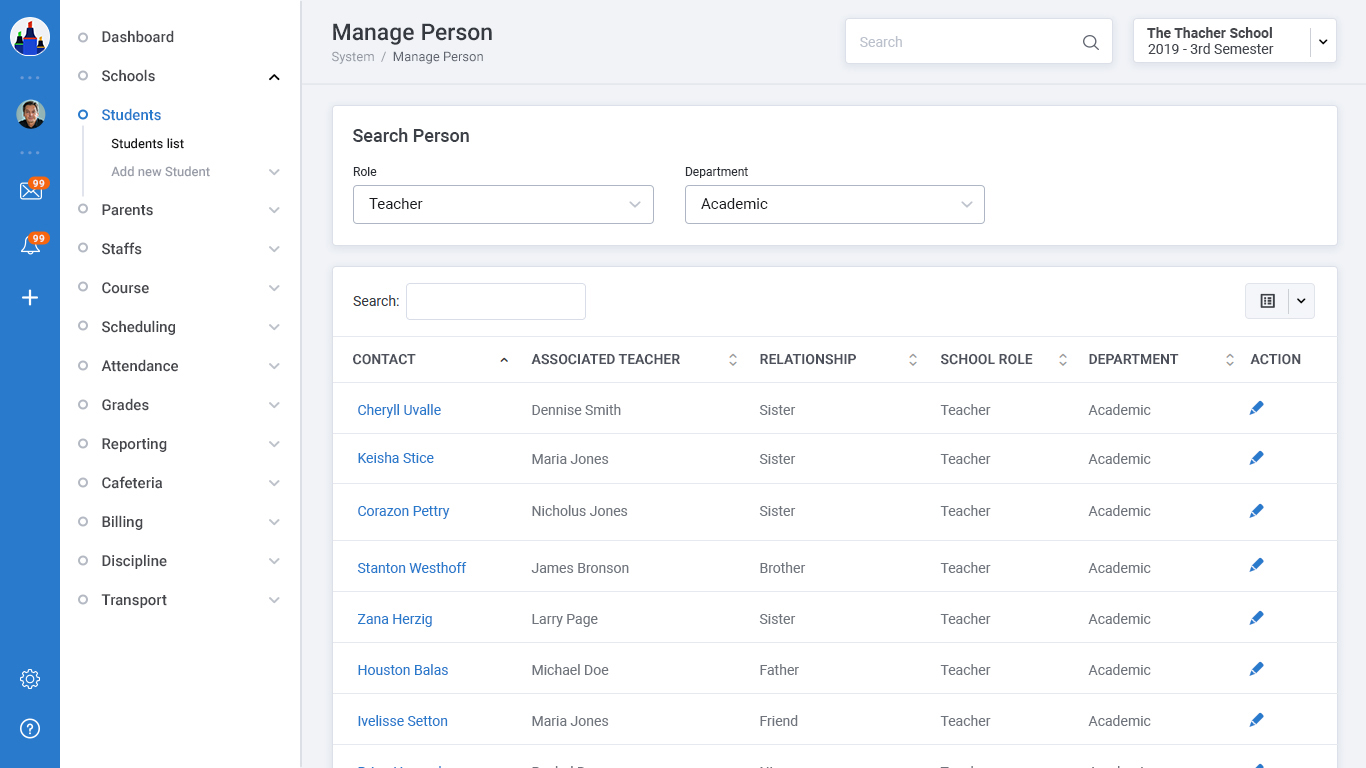 99
99
Dashboard
Schools
Students
Students list
Add new Student
Parents
Staffs
Course
Scheduling
Attendance
Grades
Reporting
Cafeteria
Billing
Discipline
Transport
Manage Person
System / Manage Person
Search
The Thacher School
2019 - 3rd Semester
Search Person
Role
Department
Teacher
Academic
Search:
CONTACT ASSOCIATED TEACHER RELATIONSHIP SCHOOL ROLE DEPARTMENT ACTION
Cheryll Uvalle Dennise Smith Sister Teacher Academic
Keisha Stice Maria Jones Sister Teacher Academic
Corazon Pettry Nicholus Jones Sister Teacher Academic
Stanton Westhoff James Bronson Brother Teacher Academic
Zana Herzig Larry Page Sister Teacher Academic
Houston Balas Michael Doe Father Teacher Academic
Ivelisse Setton Maria Jones Friend Teacher Academic
Teacher Academic